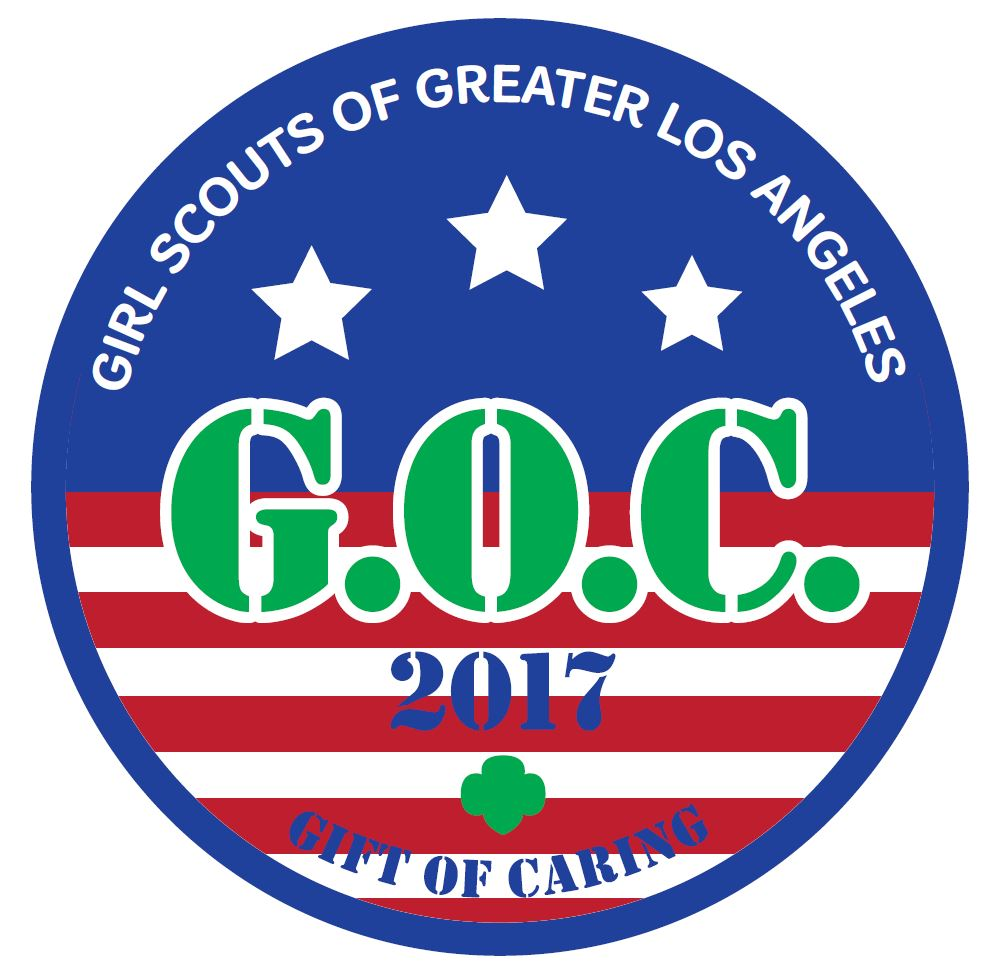 GIRL SCOUTS OF GREATER LOS ANGELES
G.O.C.
2017
GIFT OF CARING